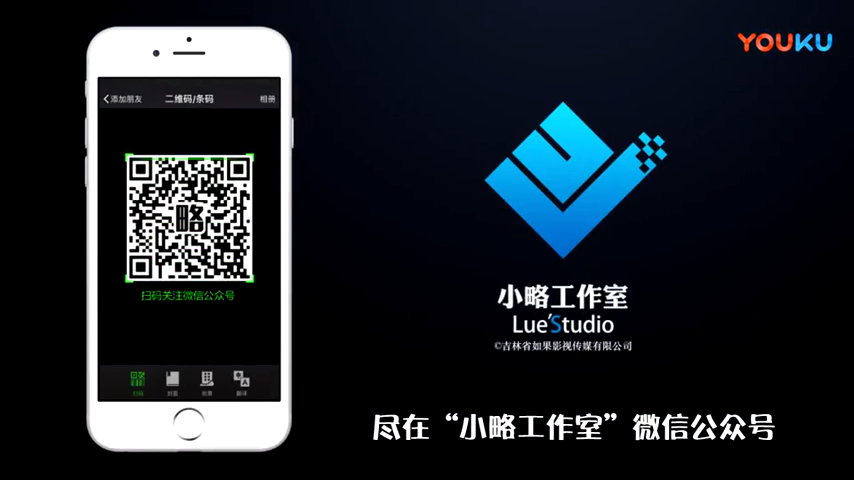 YOUKU
添加朋友
二维码/条码
相册
略
扫码关注微信公众号
扫码
封面
街景
翻译
小略工作室
Lue'Studio
©吉林省如果影视传媒有限公司
尽在“小略工作室”微信公众号